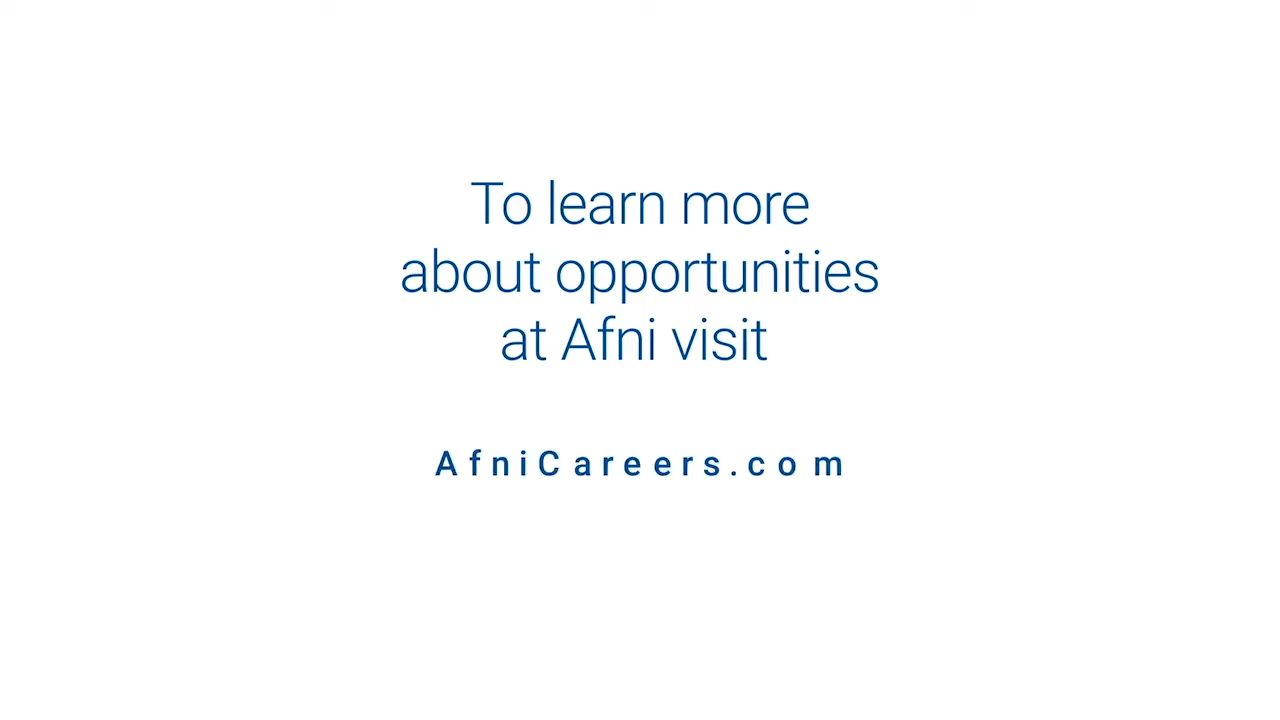 To learn more
about opportunities
at Afni visit
AfniCareers.com